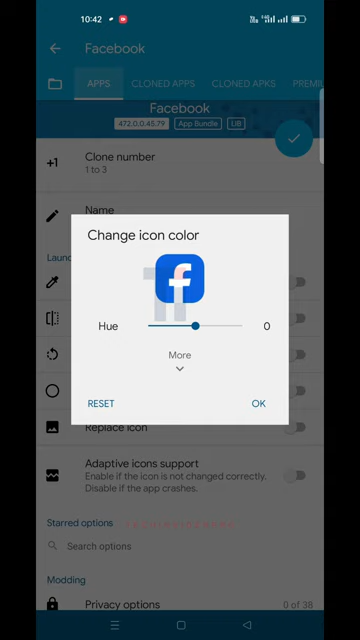 10:42
Facebook
APPS
CLONED APPS
CLONED APKS
PREMIU
Facebook
472.0.0.45.79
App Bundle
LIB
+1
Clone number
1 to 3
Name
Change icon color
Hue
0
More
RESET
OK
Replace icon
Adaptive icons support
Enable if the icon is not changed correctly.
Disable if the app crashes.
Starred options
Search options
Modding
Privacy options
0 of 38